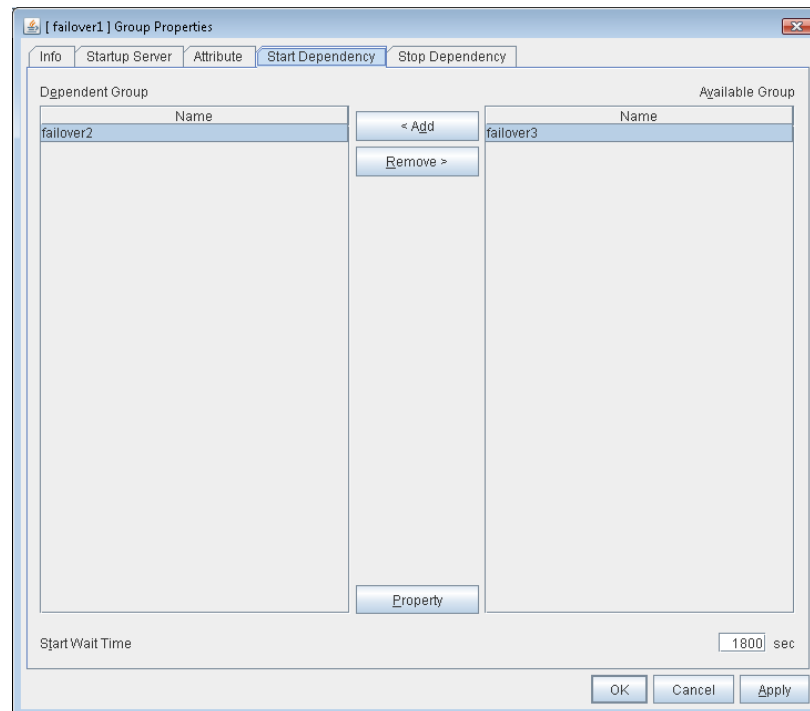 [ failover1 ] Group Properties
Info Startup Server Attribute Start Dependency Stop Dependency
Dependent Group Available Group
Name Name
failover2 failover3
< Add
Remove >
Property
Start Wait Time 1800 sec
OK Cancel Apply